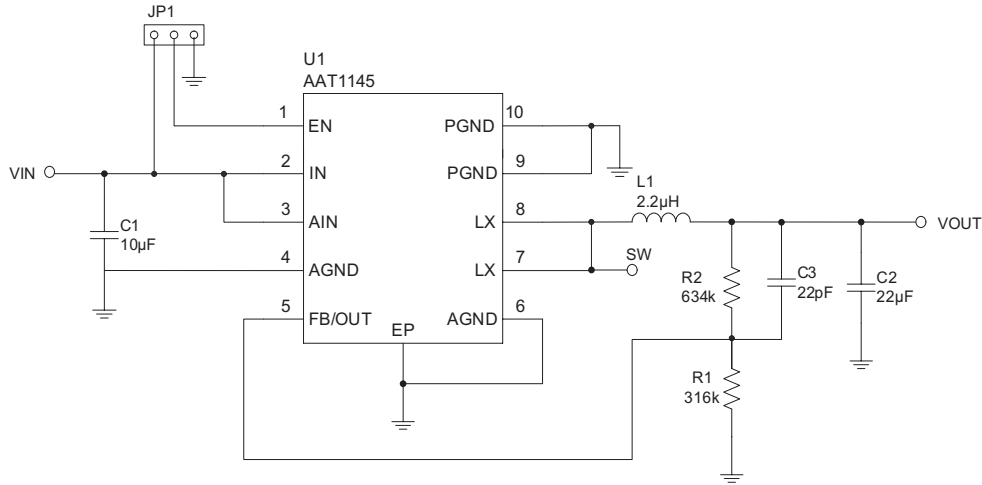 JP1
U1
AAT1145
1
EN
10
PGND
VIN
2
IN
9
PGND
L1
2.2µH
C1
10µF
3
AIN
8
LX
VOUT
4
AGND
7
LX
SW
R2
634k
C3
22pF
C2
22µF
5
FB/OUT
EP
6
AGND
R1
316k